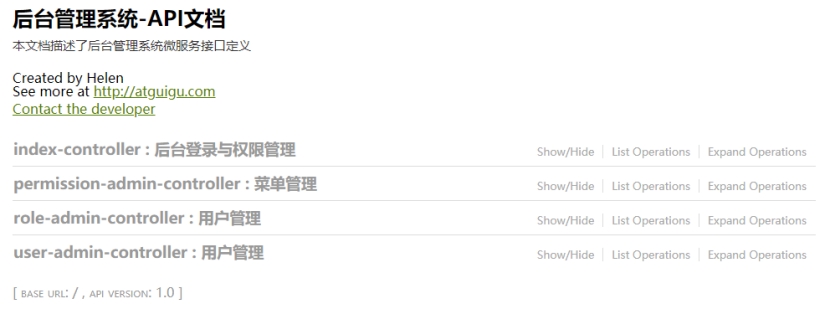 后台管理系统-API文档
本文档描述了后台管理系统微服务接口定义
Created by Helen
See more at http://atguigu.com
Contact the developer
index-controller : 后台登录与权限管理 Show/Hide | List Operations | Expand Operations
permission-admin-controller : 菜单管理 Show/Hide | List Operations | Expand Operations
role-admin-controller : 用户管理 Show/Hide | List Operations | Expand Operations
user-admin-controller : 用户管理 Show/Hide | List Operations | Expand Operations
[ BASE URL: / , API VERSION: 1.0 ]